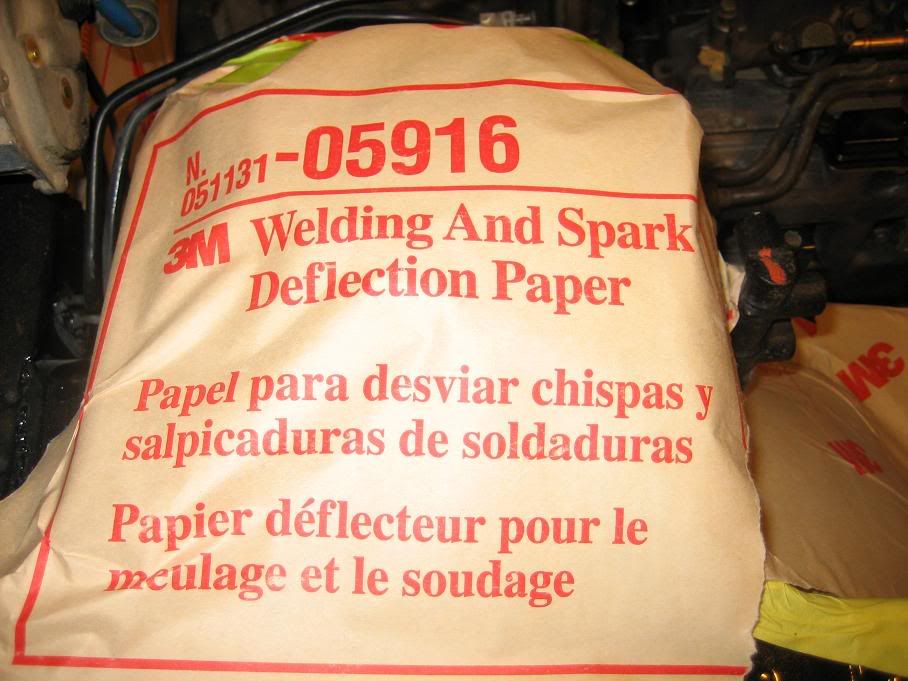 N.
051131-05916
3M Welding And Spark
Deflection Paper
Papel para desviar chispas y
salpicaduras de soldaduras
Papier déflecteur pour le
meulage et le soudage
3M
3M